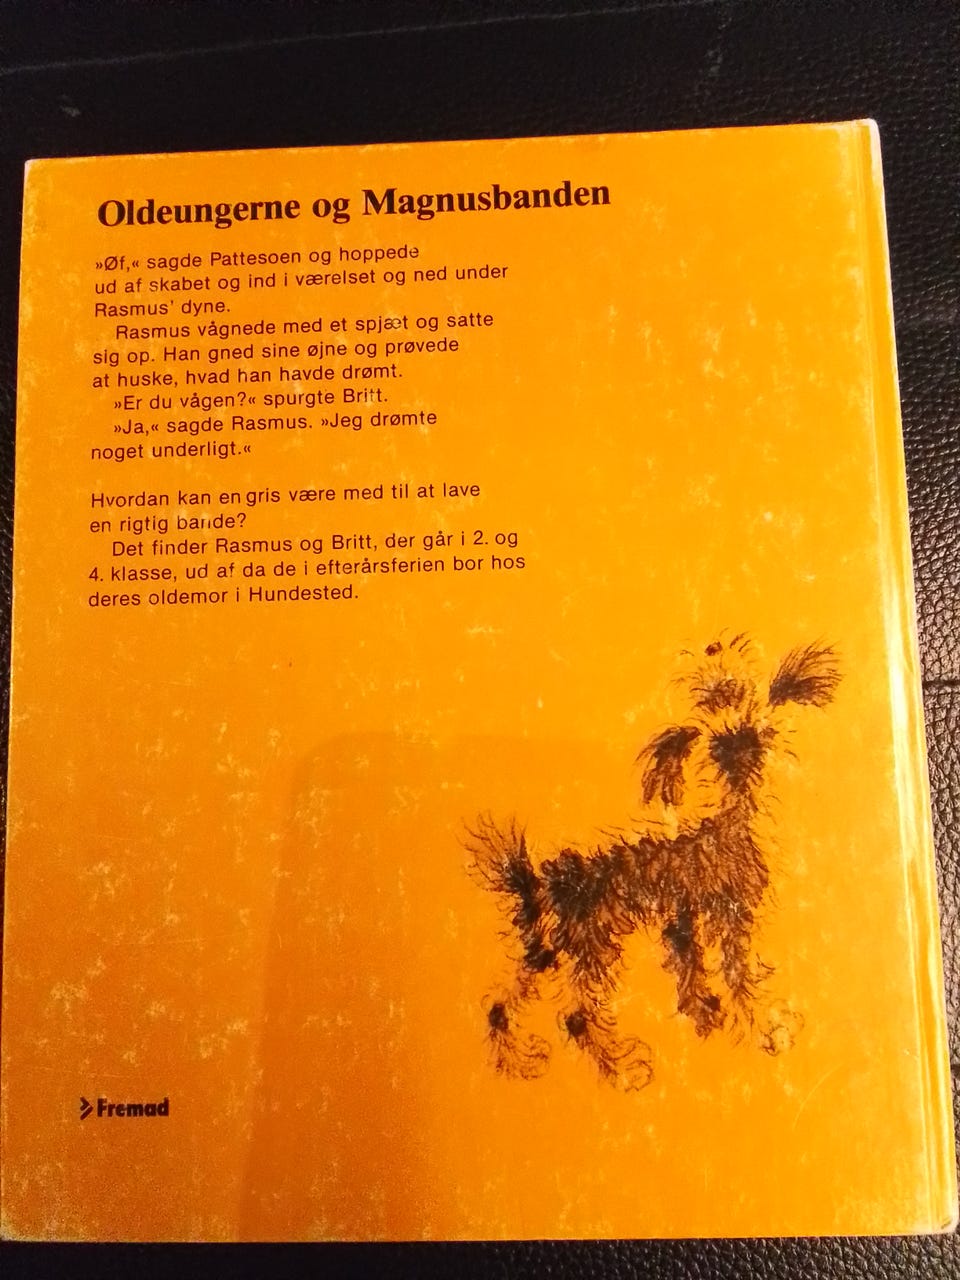 Oldeungerne og Magnusbanden
»Øf,« sagde Pattesoen og hoppede
ud af skabet og ind i værelset og ned under
Rasmus' dyne.
Rasmus vågnede med et spjæt og satte
sig op. Han gned sine øjne og prøvede
at huske, hvad han havde drømt.
»Er du vågen?« spurgte Britt.
»Ja,« sagde Rasmus. »Jeg drømte
noget underligt.«
Hvordan kan en gris være med til at lave
en rigtig bande?
Det finder Rasmus og Britt, der går i 2. og
4. klasse, ud af da de i efterårsferien bor hos
deres oldemor i Hundested.
Fremad